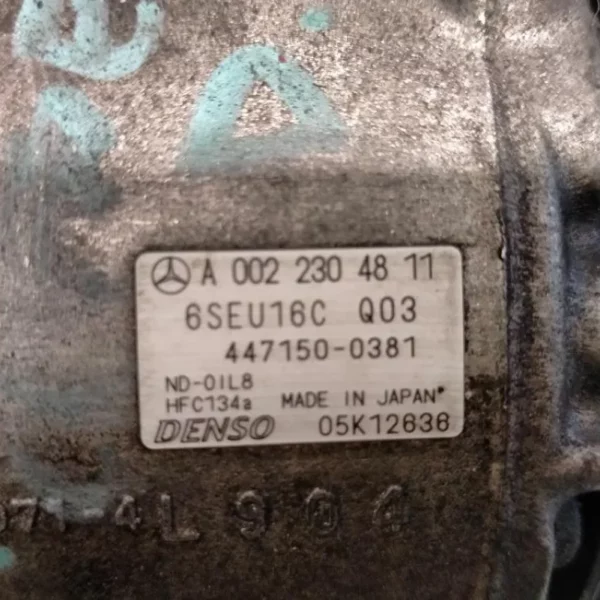 A 002 230 48 11
6SEU16C Q03
447150-0381
ND-OIL8
HFC134a MADE IN JAPAN*
DENSO 05K12636